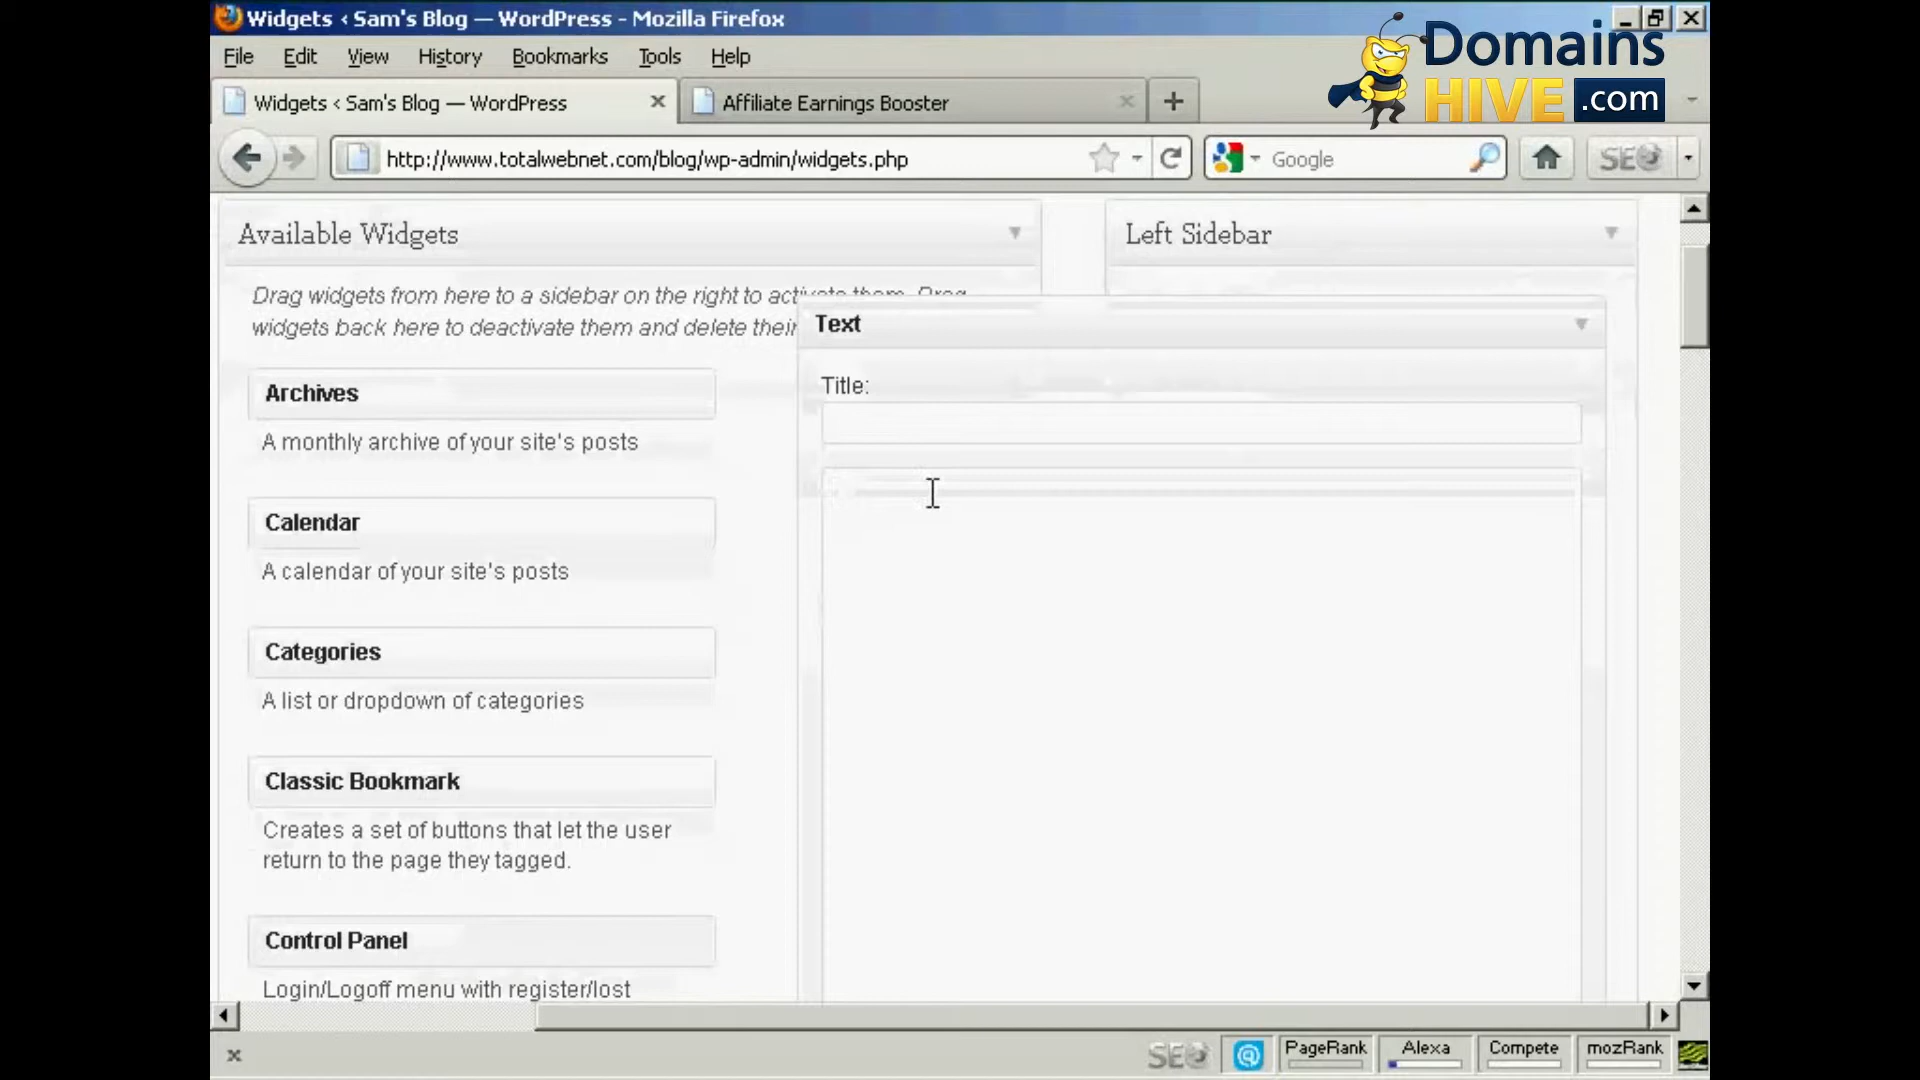 Widgets ‹ Sam's Blog — WordPress - Mozilla Firefox
Domains
HIVE .com
File Edit View History Bookmarks Tools Help
Widgets ‹ Sam's Blog — WordPress
Affiliate Earnings Booster
http://www.totalwebnet.com/blog/wp-admin/widgets.php
Google
SEO
Available Widgets
Left Sidebar
Drag widgets from here to a sidebar on the right to activate them. Drag
widgets back here to deactivate them and delete their
Text
Title:
Archives
A monthly archive of your site's posts
Calendar
A calendar of your site's posts
Categories
A list or dropdown of categories
Classic Bookmark
Creates a set of buttons that let the user
return to the page they tagged.
Control Panel
Login/Logoff menu with register/lost
SEO
PageRank
Alexa
Compete
mozRank